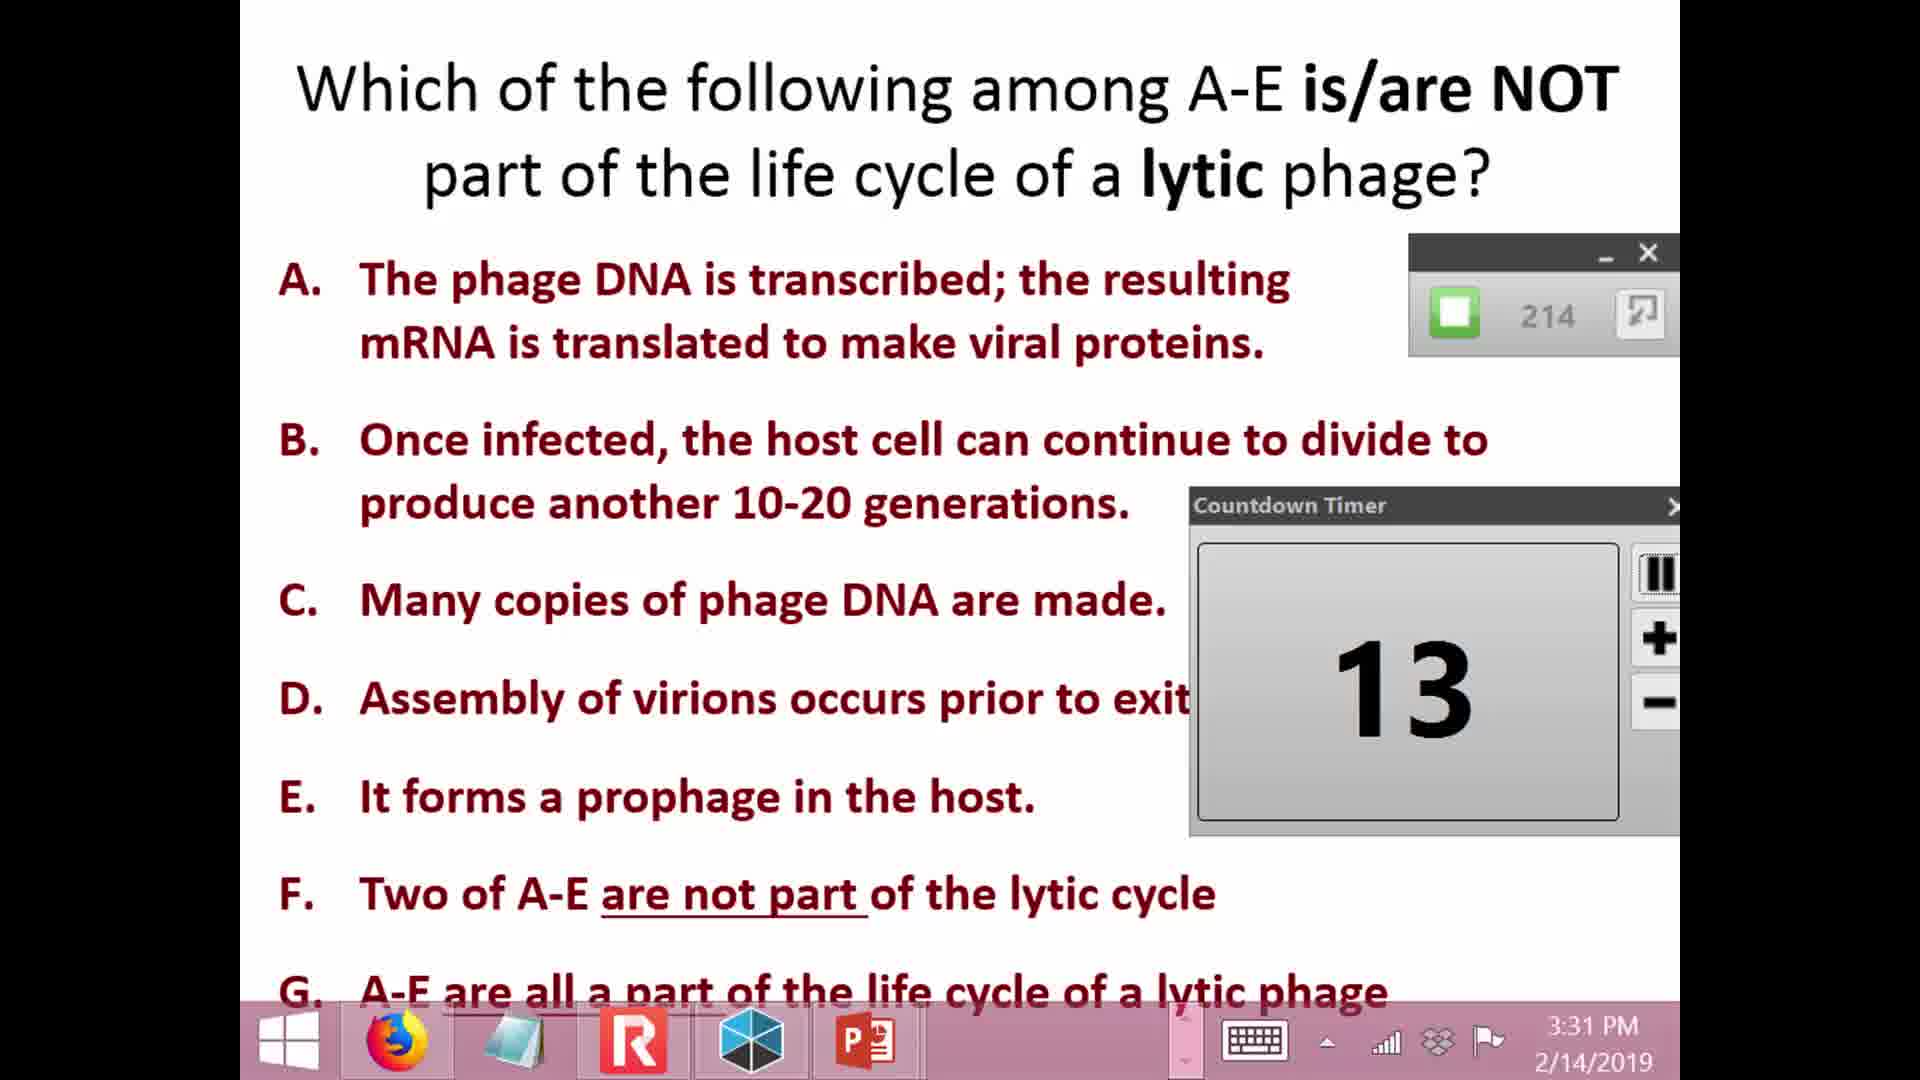 Which of the following among A-E is/are NOT
part of the life cycle of a lytic phage?
A. The phage DNA is transcribed; the resulting
mRNA is translated to make viral proteins.
214
B. Once infected, the host cell can continue to divide to
produce another 10-20 generations.
Countdown Timer
13
C. Many copies of phage DNA are made.
D. Assembly of virions occurs prior to exit
E. It forms a prophage in the host.
F. Two of A-E are not part of the lytic cycle
G. A-E are all a part of the life cycle of a lytic phage
R
P
3:31 PM
2/14/2019